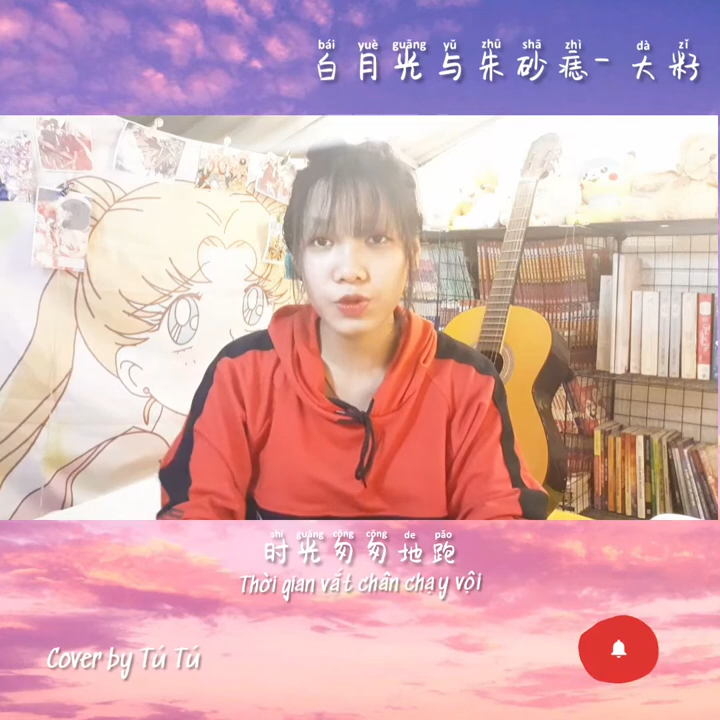 bái yuè guāng yǔ zhū shā zhì dà zǐ
白月光与朱砂痣 - 大籽
shí guāng cōng cōng de pǎo
时光匆匆地跑
Thời gian vắt chân chạy vội
Cover by Tú Tú